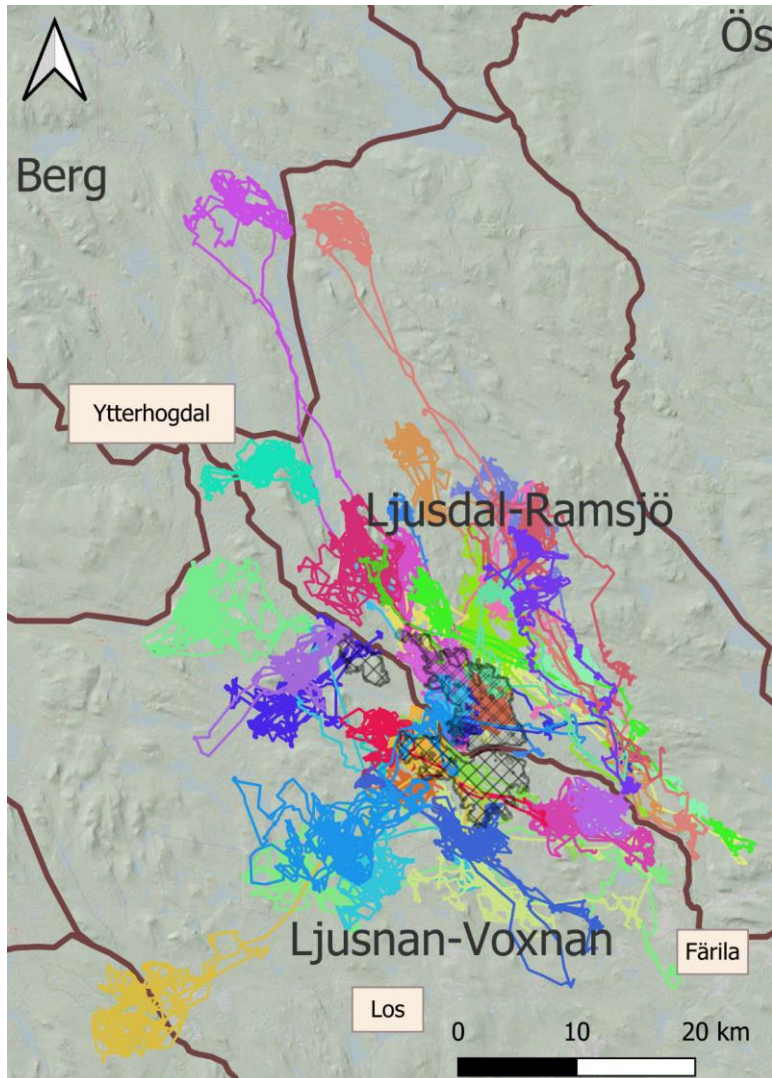 Ös
Berg
Ytterhogdal
Ljusdal-Ramsjö
Ljusnan-Voxnan
Färila
Los
0 10 20 km